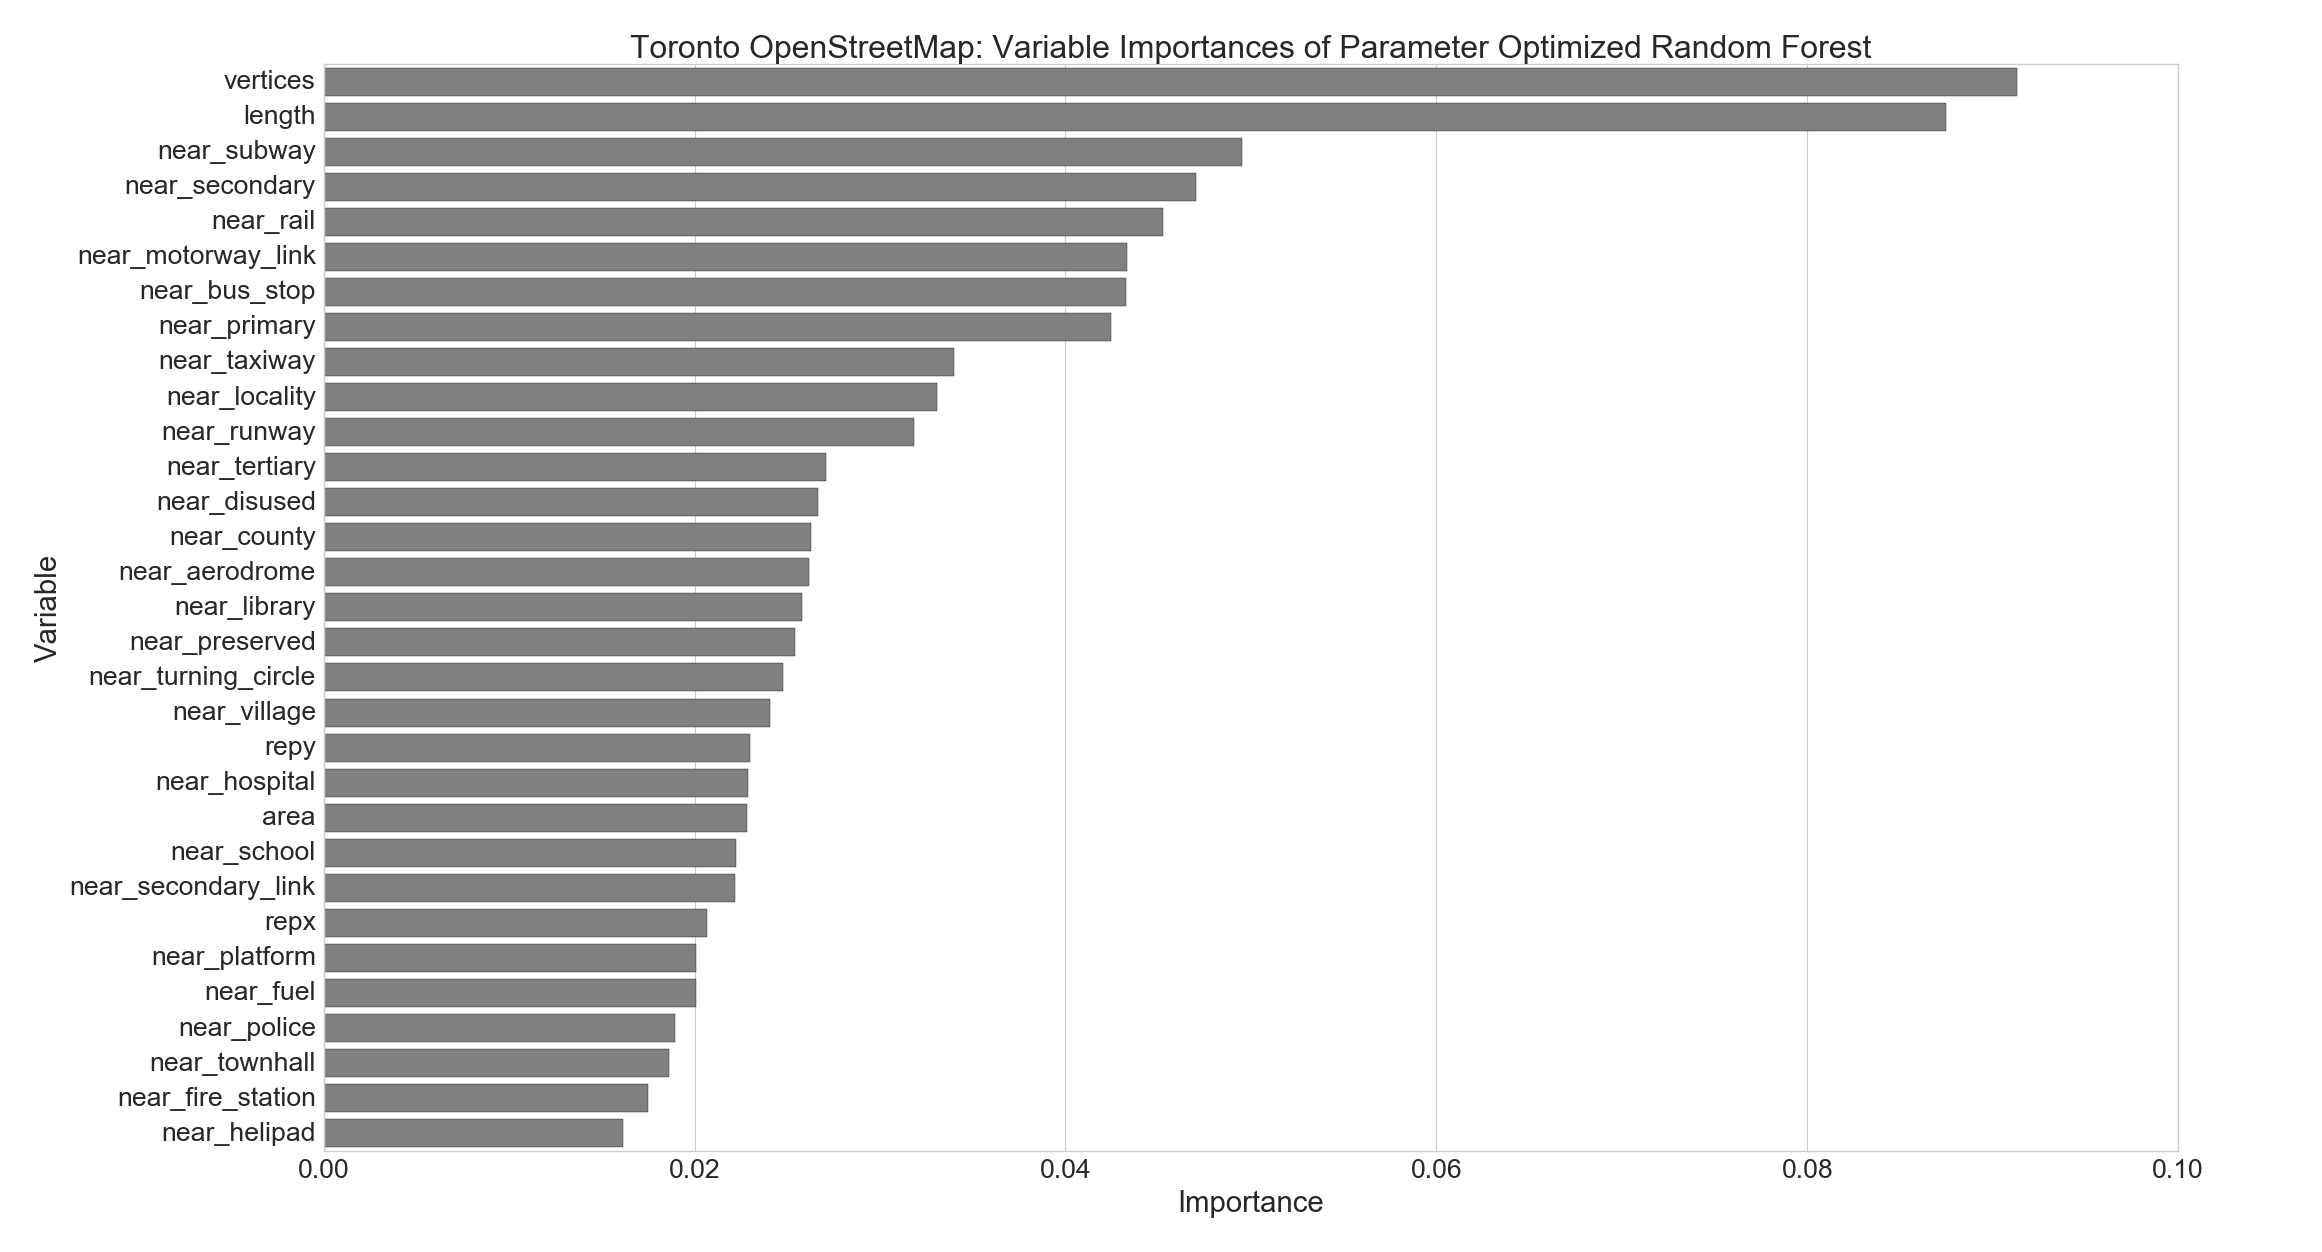 Toronto OpenStreetMap: Variable Importances of Parameter Optimized Random Forest
vertices
length
near_subway
near_secondary
near_rail
near_motorway_link
near_bus_stop
near_primary
near_taxiway
near_locality
near_runway
near_tertiary
near_disused
near_county
near_aerodrome
near_library
near_preserved
near_turning_circle
near_village
repy
near_hospital
area
near_school
near_secondary_link
repx
near_platform
near_fuel
near_police
near_townhall
near_fire_station
near_helipad
Variable
0.00 0.02 0.04 0.06 0.08 0.10
Importance